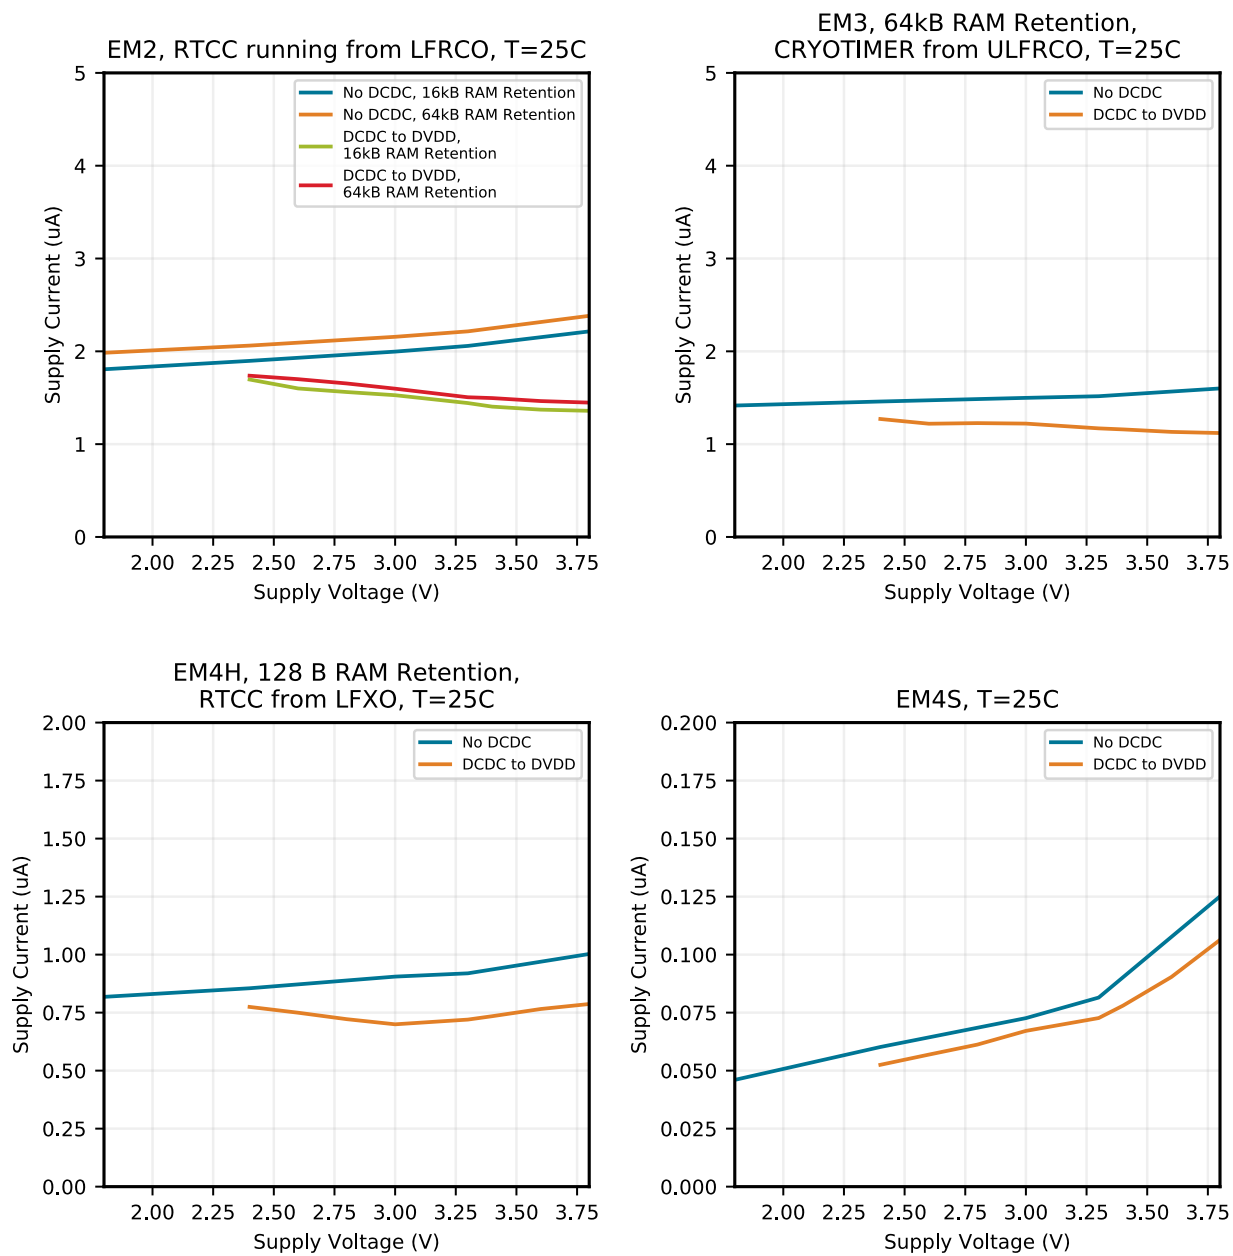 EM2, RTCC running from LFRCO, T=25C
5
4
3
2
1
0
Supply Current (uA)
No DCDC, 16kB RAM Retention
No DCDC, 64kB RAM Retention
DCDC to DVDD,
16kB RAM Retention
DCDC to DVDD,
64kB RAM Retention
2.00 2.25 2.50 2.75 3.00 3.25 3.50 3.75
Supply Voltage (V)
EM3, 64kB RAM Retention,
CRYOTIMER from ULFRCO, T=25C
5
4
3
2
1
0
Supply Current (uA)
No DCDC
DCDC to DVDD
2.00 2.25 2.50 2.75 3.00 3.25 3.50 3.75
Supply Voltage (V)
EM4H, 128 B RAM Retention,
RTCC from LFXO, T=25C
2.00
1.75
1.50
1.25
1.00
0.75
0.50
0.25
0.00
Supply Current (uA)
No DCDC
DCDC to DVDD
2.00 2.25 2.50 2.75 3.00 3.25 3.50 3.75
Supply Voltage (V)
EM4S, T=25C
0.200
0.175
0.150
0.125
0.100
0.075
0.050
0.025
0.000
Supply Current (uA)
No DCDC
DCDC to DVDD
2.00 2.25 2.50 2.75 3.00 3.25 3.50 3.75
Supply Voltage (V)